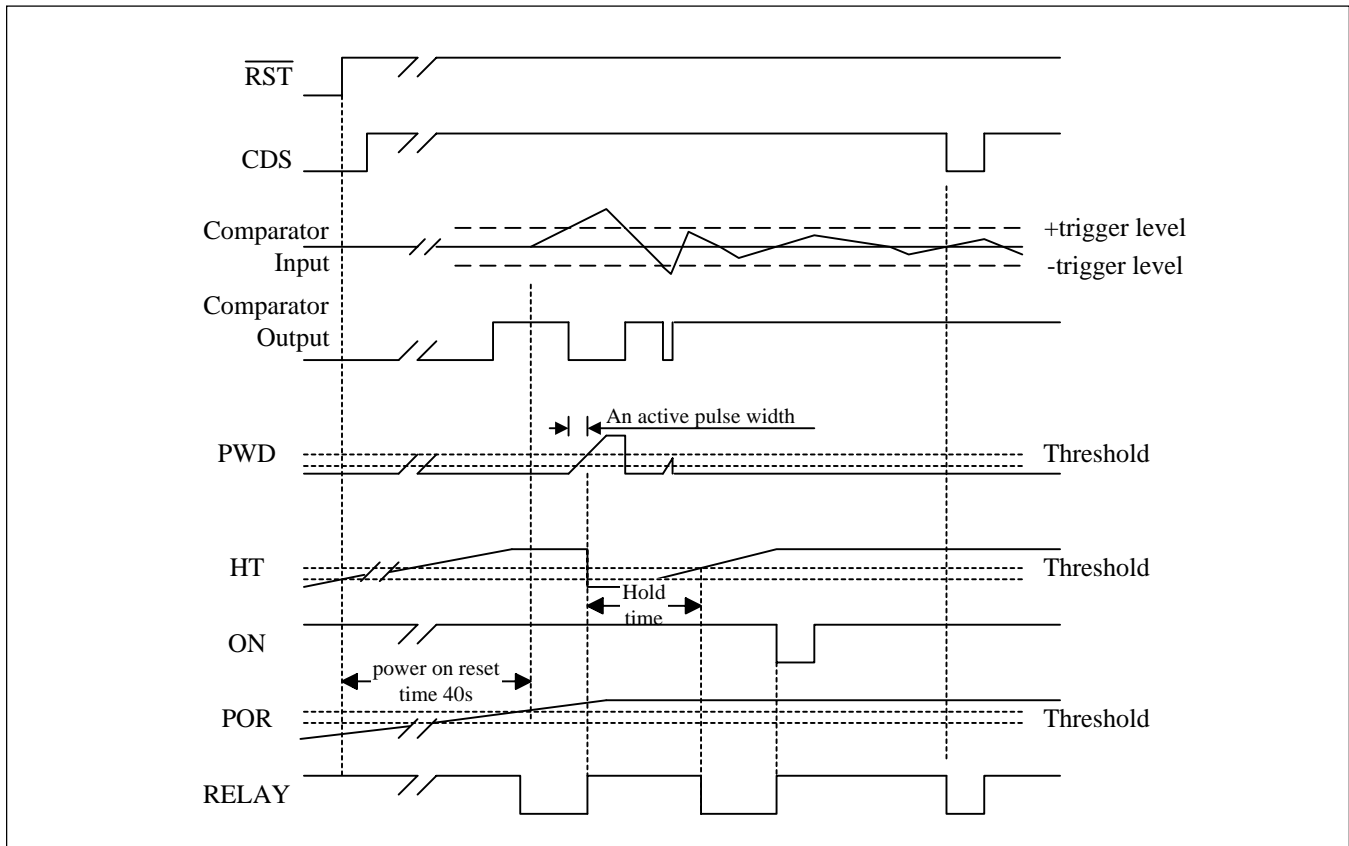 RST
CDS
Comparator
Input
+trigger level
-trigger level
Comparator
Output
An active pulse width
PWD
Threshold
HT
Threshold
Hold
time
ON
power on reset
time 40s
POR
Threshold
RELAY